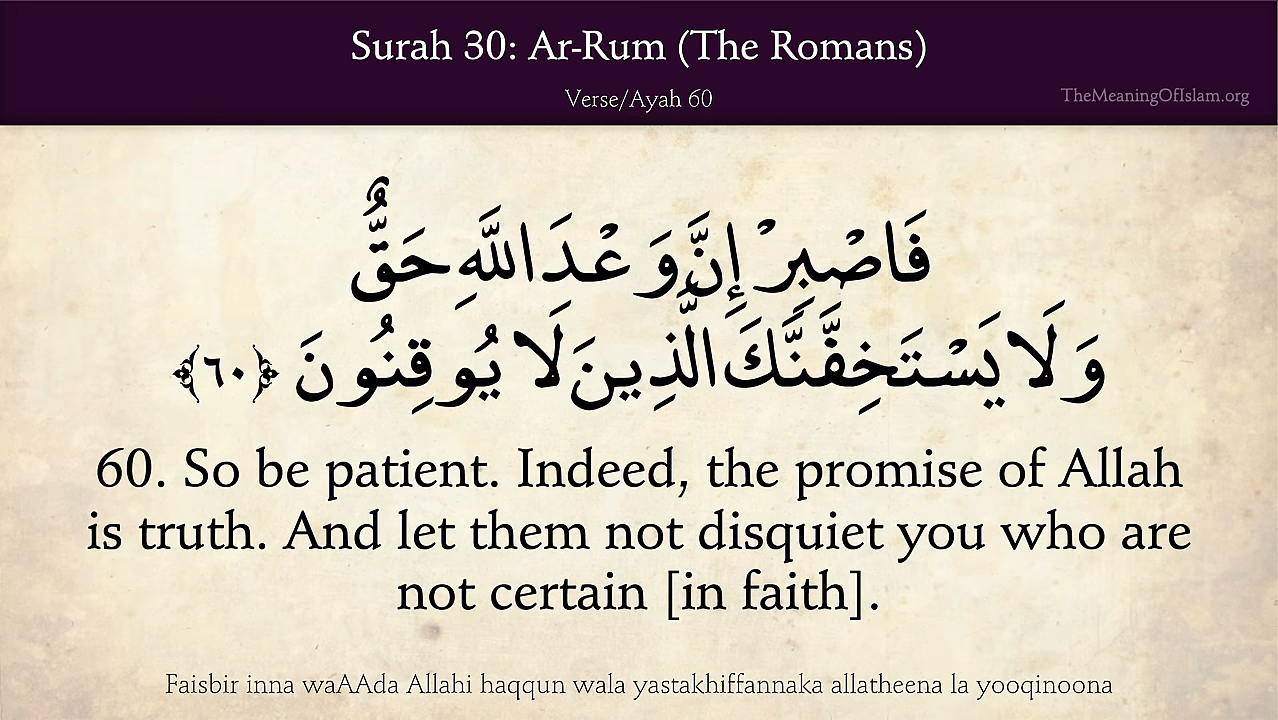 Surah 30: Ar-Rum (The Romans)
Verse/Ayah 60
TheMeaningOfIslam.org
فَاصْبِرْ إِنَّ وَعْدَ اللَّهِ حَقٌّ
وَلَا يَسْتَخِفَّنَّكَ الَّذِينَ لَا يُوقِنُونَ ﴿٦٠﴾
60. So be patient. Indeed, the promise of Allah
is truth. And let them not disquiet you who are
not certain [in faith].
Faisbir inna waAAda Allahi haqqun wala yastakhiffannaka allatheena la yooqinoona